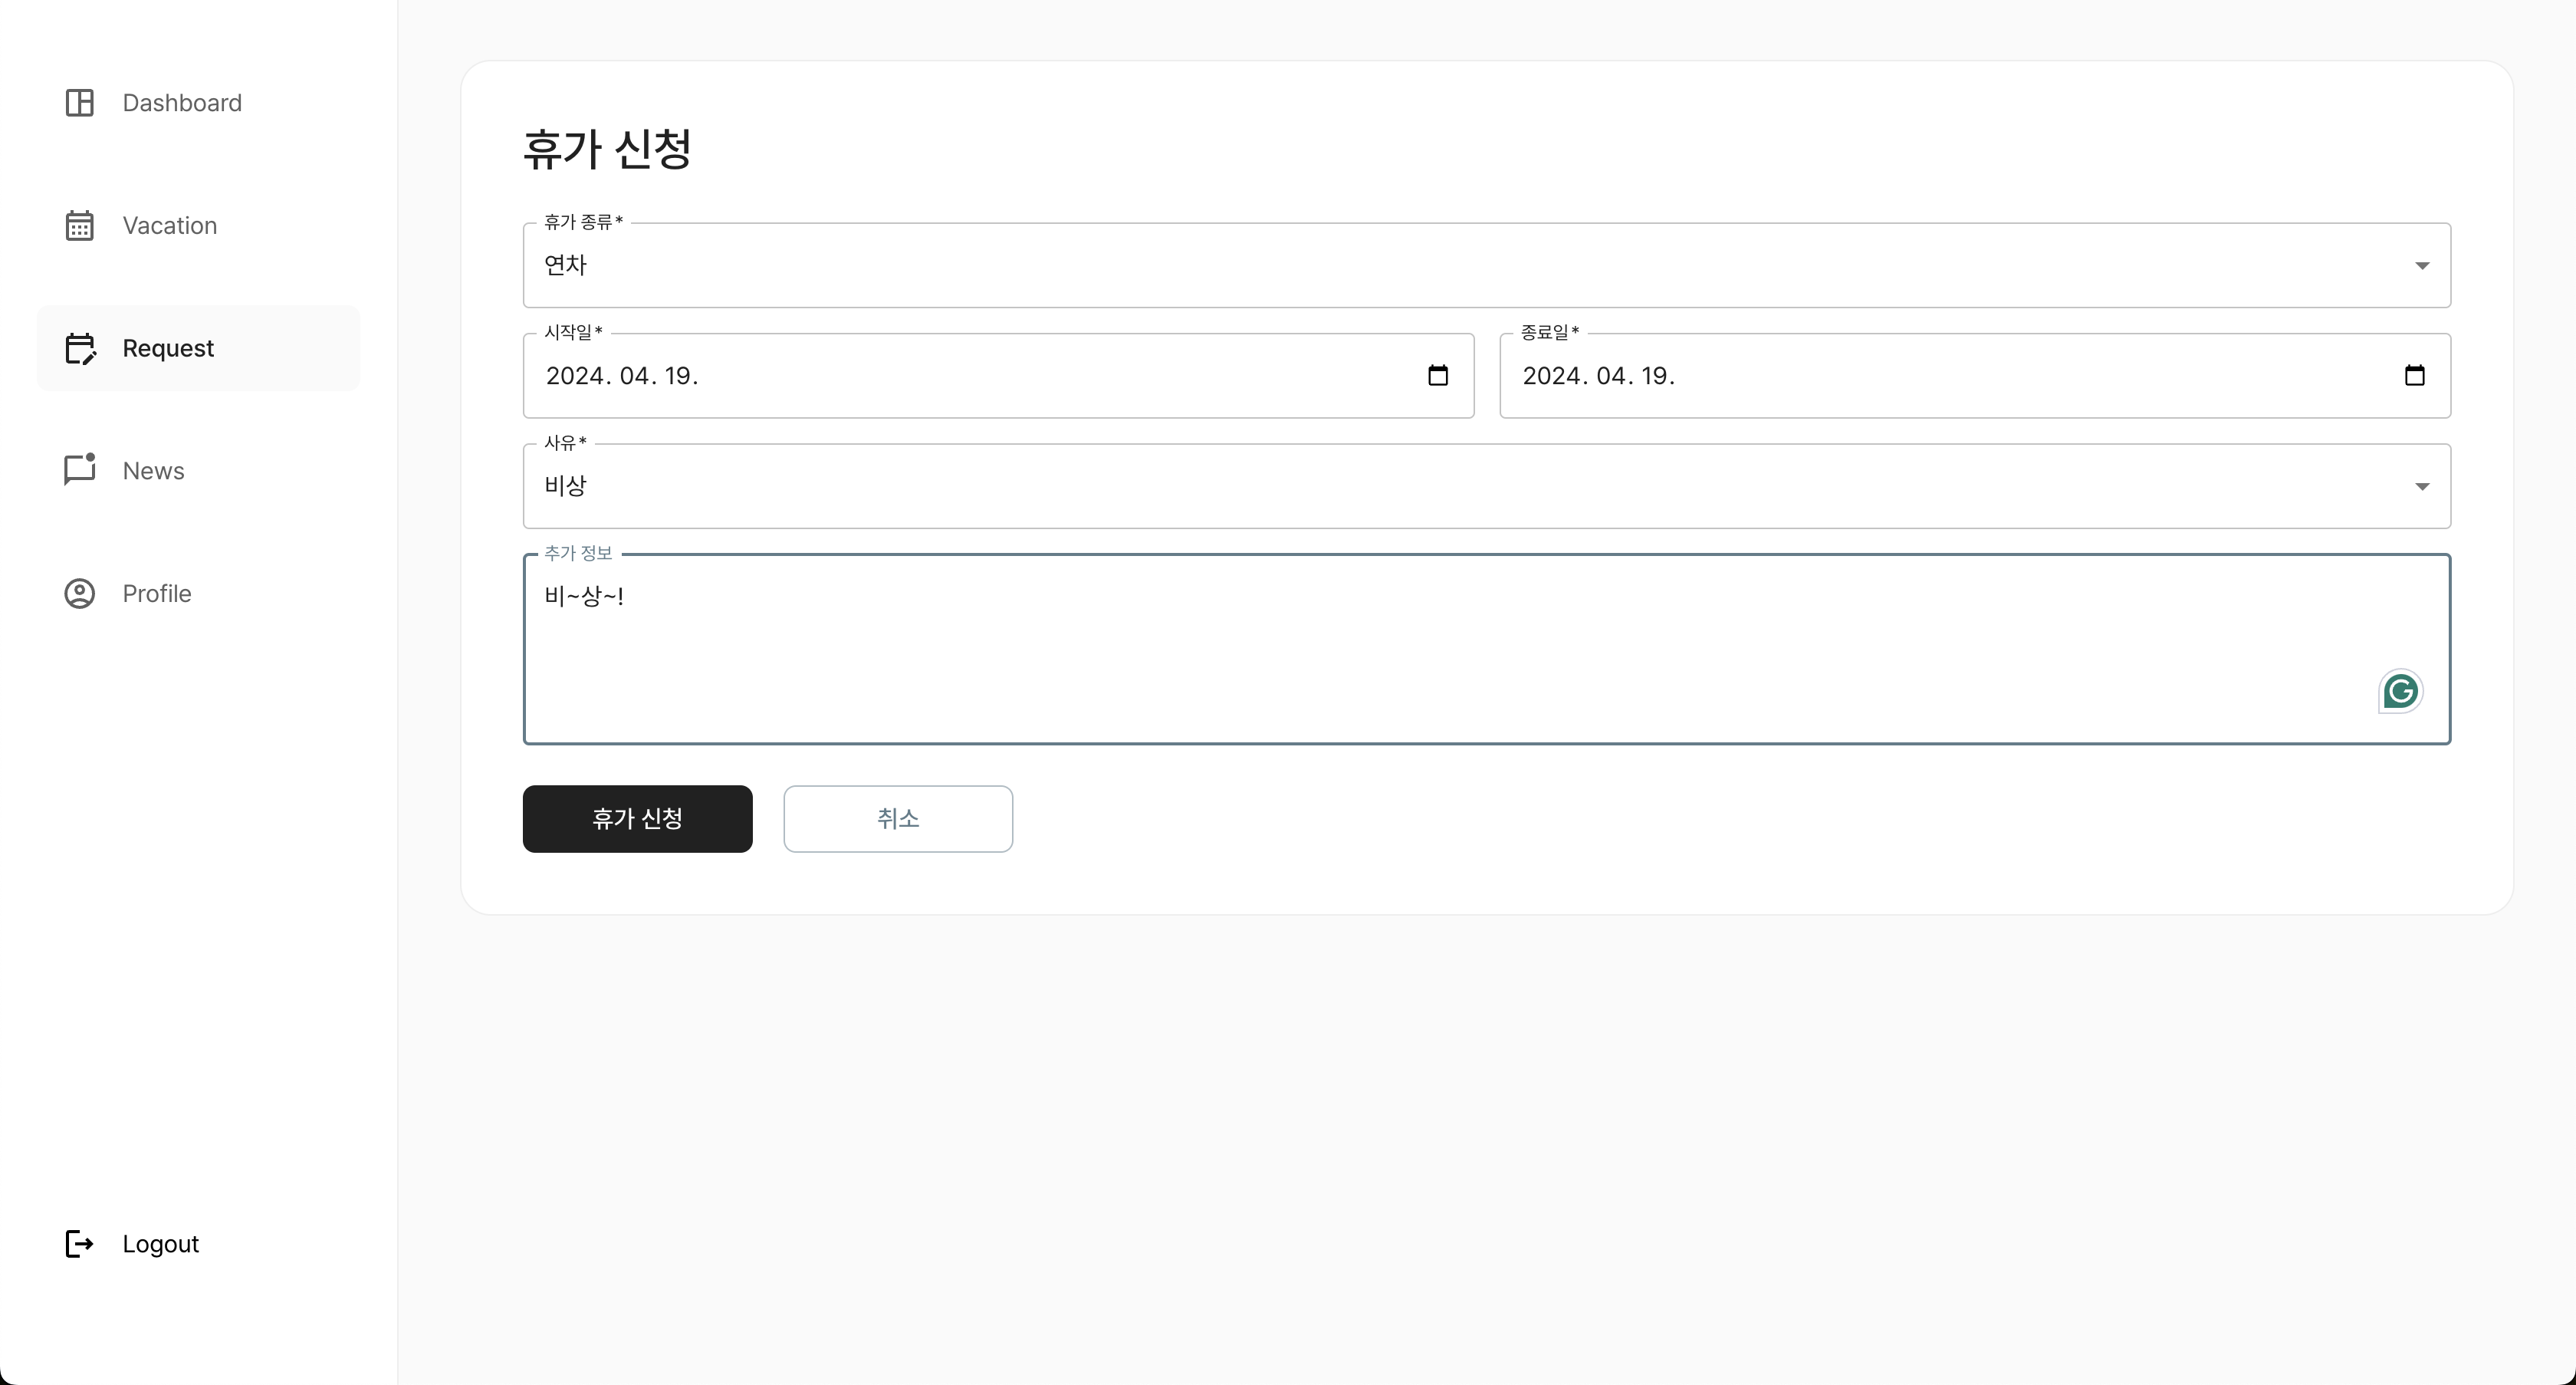 Dashboard
Vacation
Request
News
Profile
Logout
휴가 신청
휴가 종류 *
연차
시작일 *
2024. 04. 19.
종료일 *
2024. 04. 19.
사유 *
비상
추가 정보
비~상~!
휴가 신청
취소